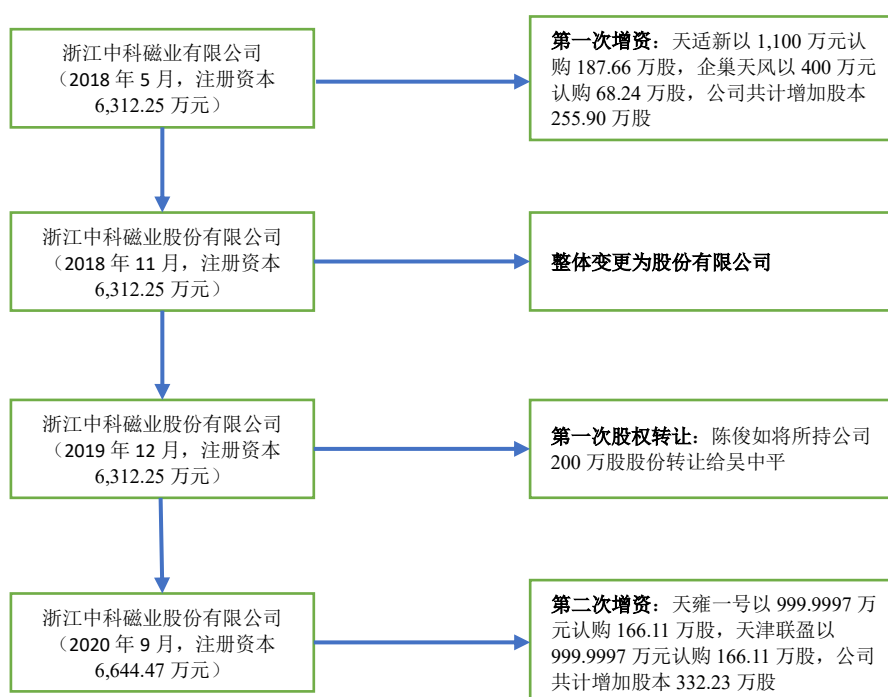 浙江中科磁业有限公司
（2018 年 5 月，注册资本
6,312.25 万元）
第一次增资：天适新以 1,100 万元认
购 187.66 万股，企巢天风以 400 万元
认购 68.24 万股，公司共计增加股本
255.90 万股
浙江中科磁业股份有限公司
（2018 年 11 月，注册资本
6,312.25 万元）
整体变更为股份有限公司
浙江中科磁业股份有限公司
（2019 年 12 月，注册资本
6,312.25 万元）
第一次股权转让：陈俊如将所持公司
200 万股股份转让给吴中平
浙江中科磁业股份有限公司
（2020 年 9 月，注册资本
6,644.47 万元）
第二次增资：天雍一号以 999.9997 万
元认购 166.11 万股，天津联盈以
999.9997 万元认购 166.11 万股，公司
共计增加股本 332.23 万股